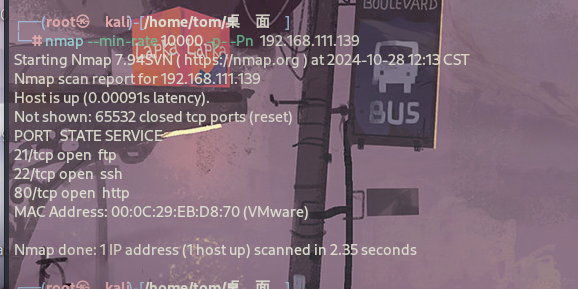 BOULEVARD
┌──(root㉿kali)-[/home/tom/桌面]
└─# nmap --min-rate 10000 -p- -Pn 192.168.111.139
Starting Nmap 7.94SVN ( https://nmap.org ) at 2024-10-28 12:13 CST
Nmap scan report for 192.168.111.139
Host is up (0.00091s latency).
Not shown: 65532 closed tcp ports (reset)
BUS
PORT   STATE SERVICE
21/tcp open  ftp
22/tcp open  ssh
80/tcp open  http
MAC Address: 00:0C:29:EB:D8:70 (VMware)
Nmap done: 1 IP address (1 host up) scanned in 2.35 seconds
┌──(root㉿kali)-[/home/tom/桌面]